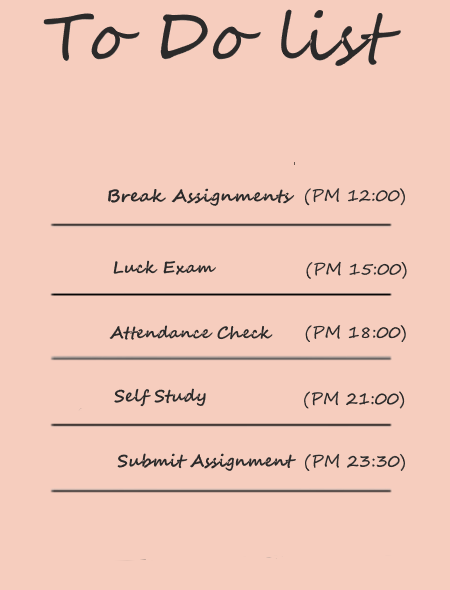 To Do list
Break Assignments (PM 12:00)
Luck Exam (PM 15:00)
Attendance Check (PM 18:00)
Self Study (PM 21:00)
Submit Assignment (PM 23:30)